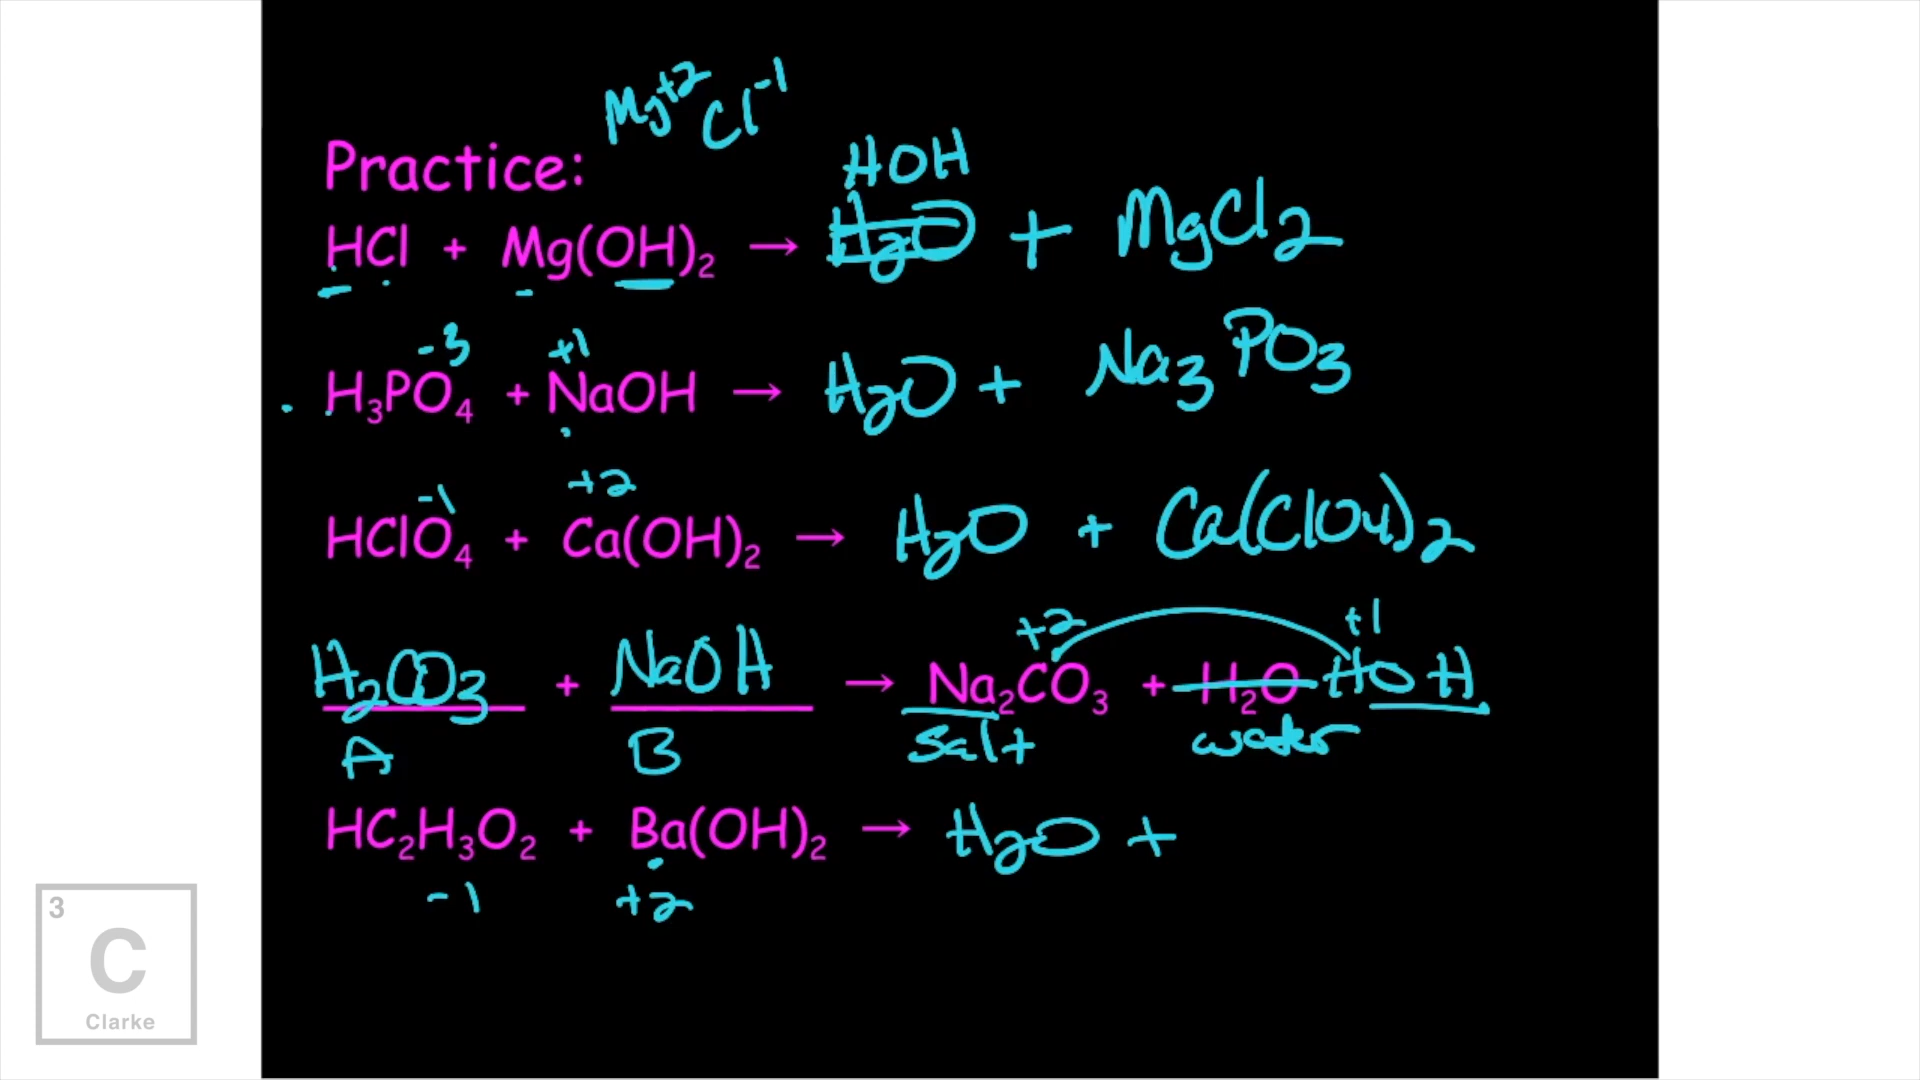 Mg⁺² Cl⁻¹
Practice:
HOH
HCl + Mg(OH)₂ → H₂O + MgCl₂
-3 +1
H₃PO₄ + NaOH → H₂O + Na₃PO₃
-1 +2
HClO₄ + Ca(OH)₂ → H₂O + Ca(ClO₄)₂
+2 +1
H₂CO₃ + NaOH → Na₂CO₃ + H₂O HOH
A B salt water
HC₂H₃O₂ + Ba(OH)₂ → H₂O +
-1 +2
3
C
Clarke